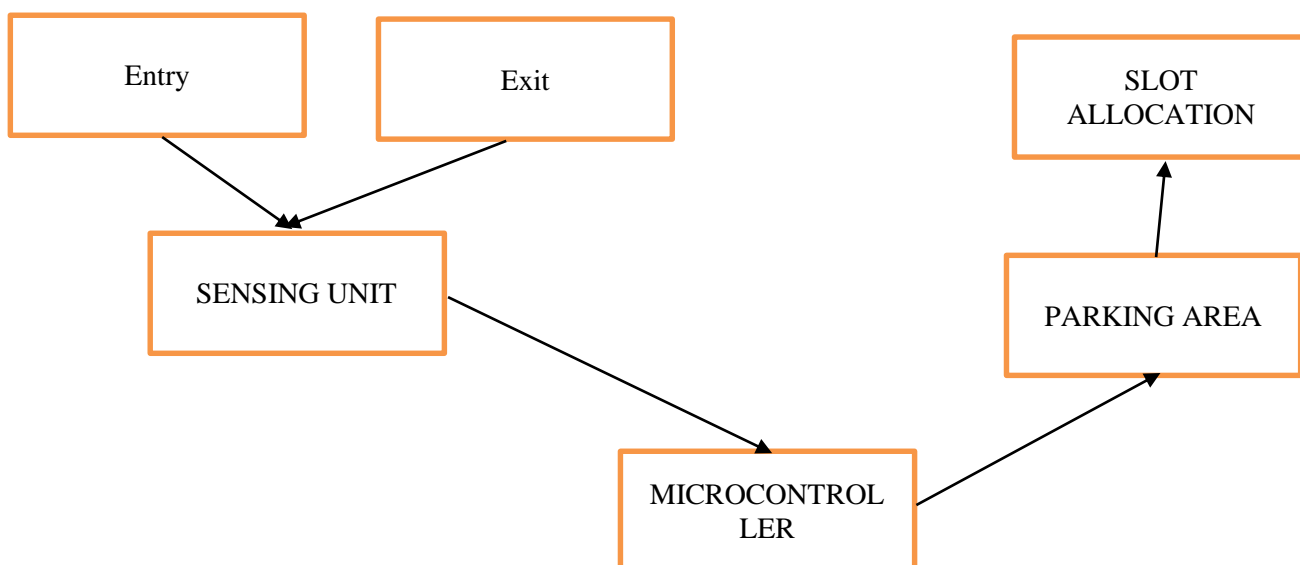 Entry
Exit
SLOT
ALLOCATION
SENSING UNIT
PARKING AREA
MICROCONTROL
LER